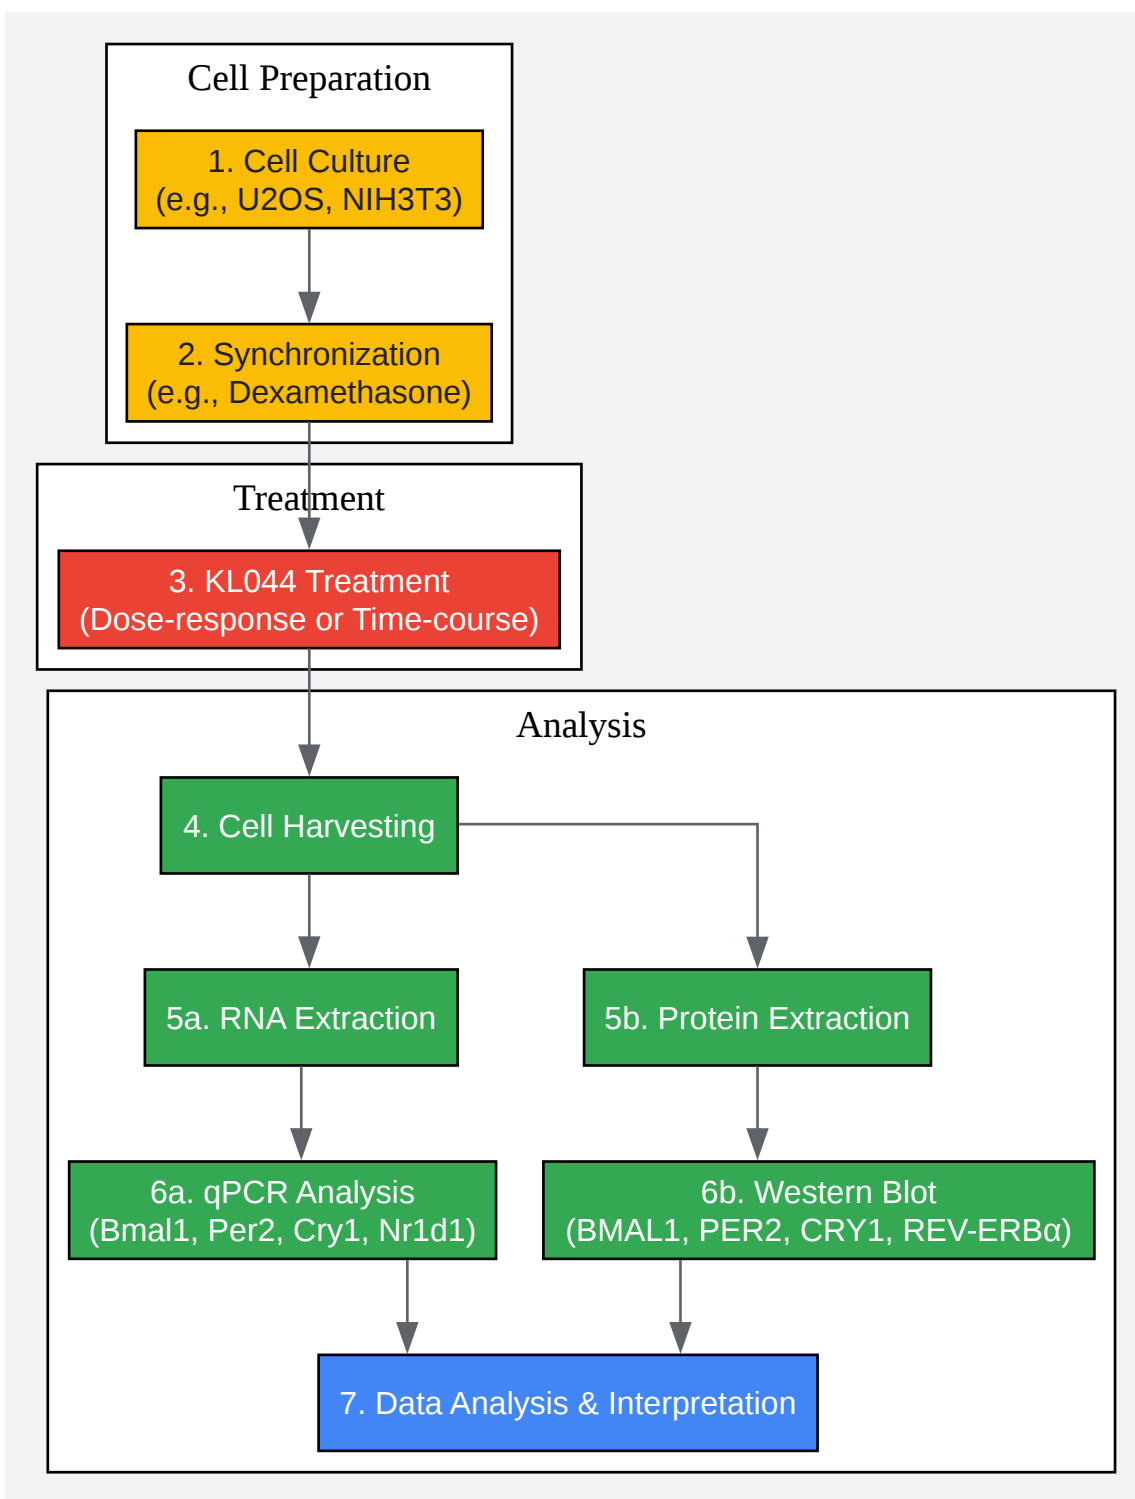 Cell Preparation
1. Cell Culture
(e.g., U2OS, NIH3T3)
2. Synchronization
(e.g., Dexamethasone)
Treatment
3. KL044 Treatment
(Dose-response or Time-course)
Analysis
4. Cell Harvesting
5a. RNA Extraction
5b. Protein Extraction
6a. qPCR Analysis
(Bmal1, Per2, Cry1, Nr1d1)
6b. Western Blot
(BMAL1, PER2, CRY1, REV-ERBα)
7. Data Analysis & Interpretation